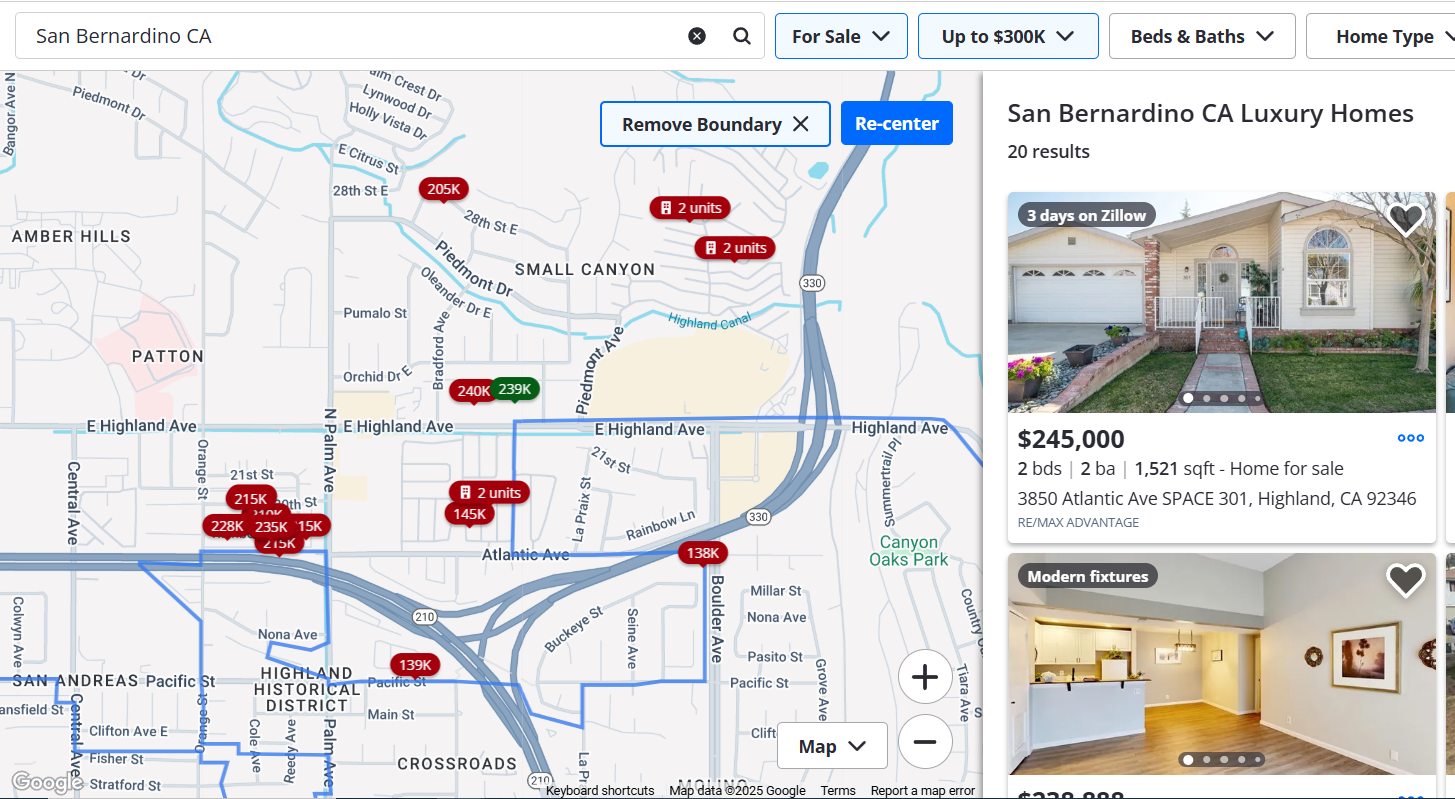 San Bernardino CA
For Sale
Up to $300K
Beds & Baths
Home Type
Remove Boundary
Re-center
Bangor Ave N
Piedmont Dr
Palm Crest Dr
Lynwood Dr
Holly Vista Dr
E Citrus St
28th St E
205K
28th St E
2 units
2 units
AMBER HILLS
SMALL CANYON
Piedmont Dr
Oleander Dr E
330
Highland Canal
Pumalo St
Bradford Ave
Piedmont Ave
PATTON
Orchid Dr E
240K
239K
E Highland Ave
N Palm Ave
E Highland Ave
E Highland Ave
Highland Ave
Orange St
21st St
21st St
Central Ave
La Praix St
Summertrail Pl
215K
2 units
145K
228K
235K
215K
Rainbow Ln
330
Atlantic Ave
138K
Canyon
Oaks Park
210
Colwyn Ave
Nona Ave
Buckeye St
Seine Ave
Boulder Ave
Millar St
Nona Ave
Pasito St
Pacific St
Grove Ave
Tiara Ave
139K
Pacific St
SAN ANDREAS
Pacific St
HIGHLAND
HISTORICAL
DISTRICT
Main St
Central Ave
Clifton Ave E
Fisher St
Stratford St
Cole Ave
Reedy Ave
Palm Ave
CROSSROADS
210
MOLINO
Map
Google
Keyboard shortcuts
Map data ©2025 Google
Terms
Report a map error
San Bernardino CA Luxury Homes
20 results
3 days on Zillow
$245,000
2 bds | 2 ba | 1,521 sqft - Home for sale
3850 Atlantic Ave SPACE 301, Highland, CA 92346
RE/MAX ADVANTAGE
Modern fixtures